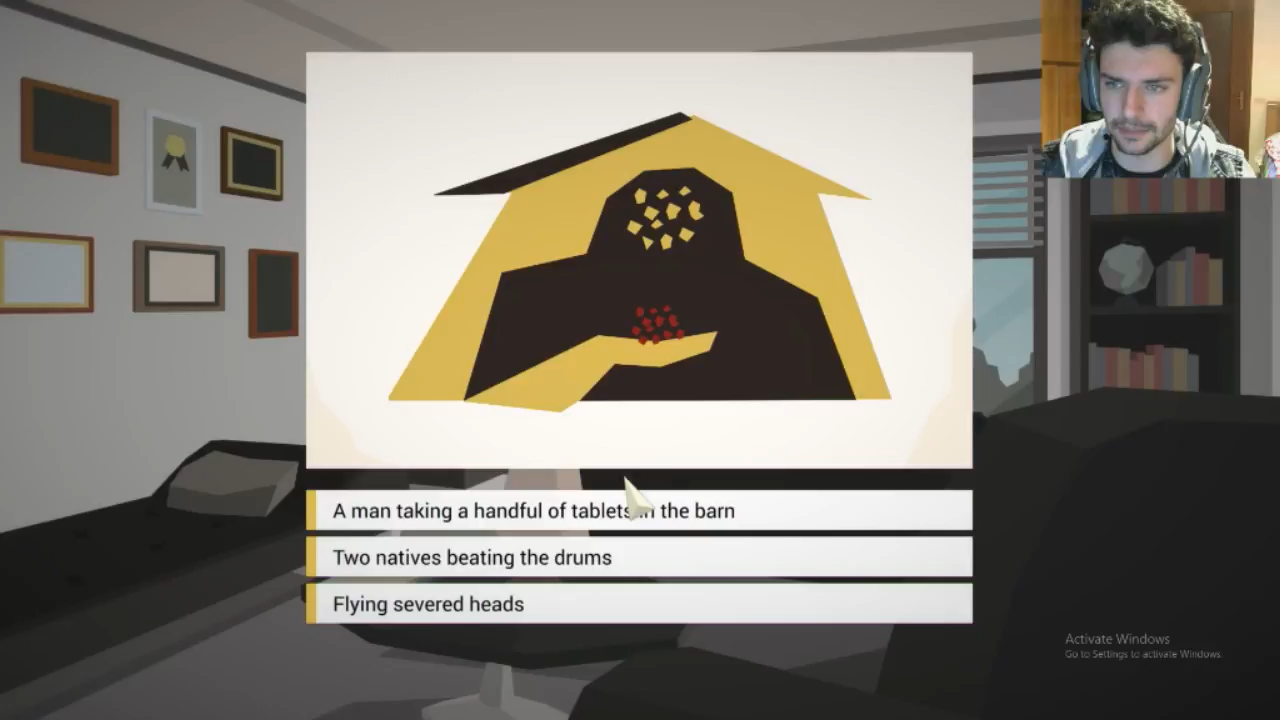 A man taking a handful of tablets in the barn
Two natives beating the drums
Flying severed heads
Activate Windows
Go to Settings to activate Windows.